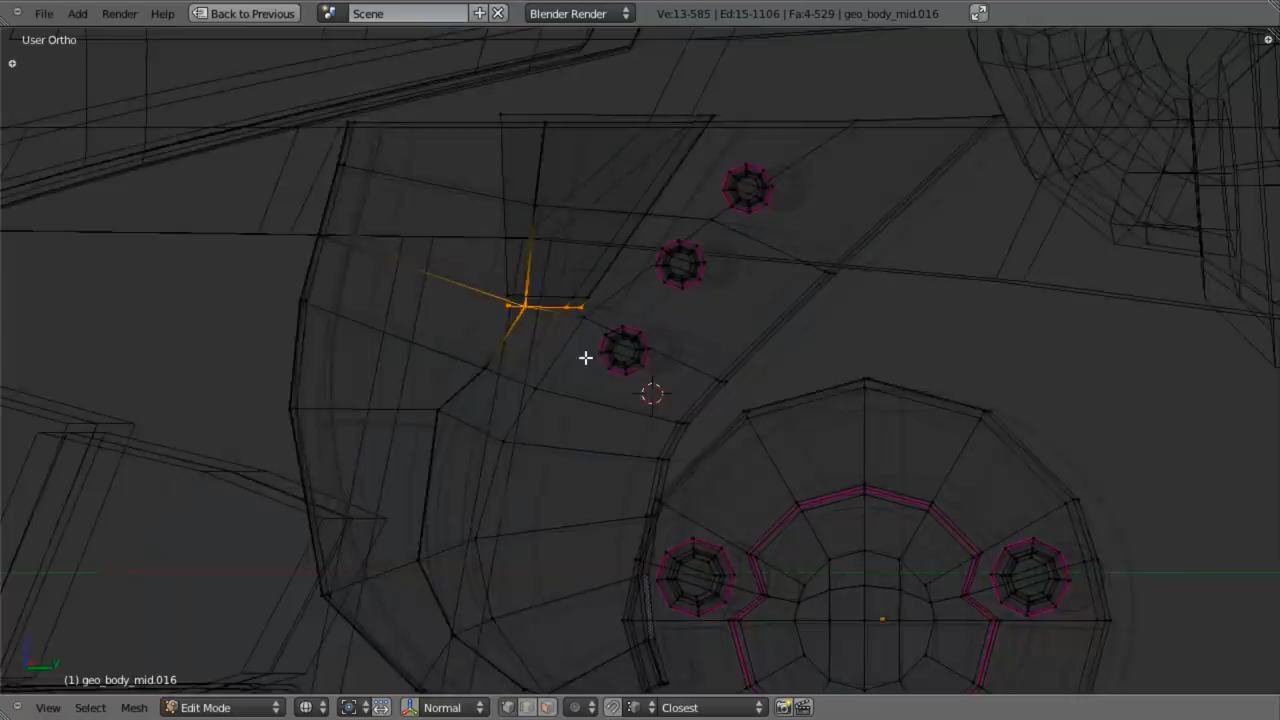 File Add Render Help Back to Previous Scene Blender Render Ve:13-585 | Ed:15-1106 | Fa:4-529 | geo_body_mid.016
User Ortho
y
(1) geo_body_mid.016
View Select Mesh Edit Mode Normal Closest